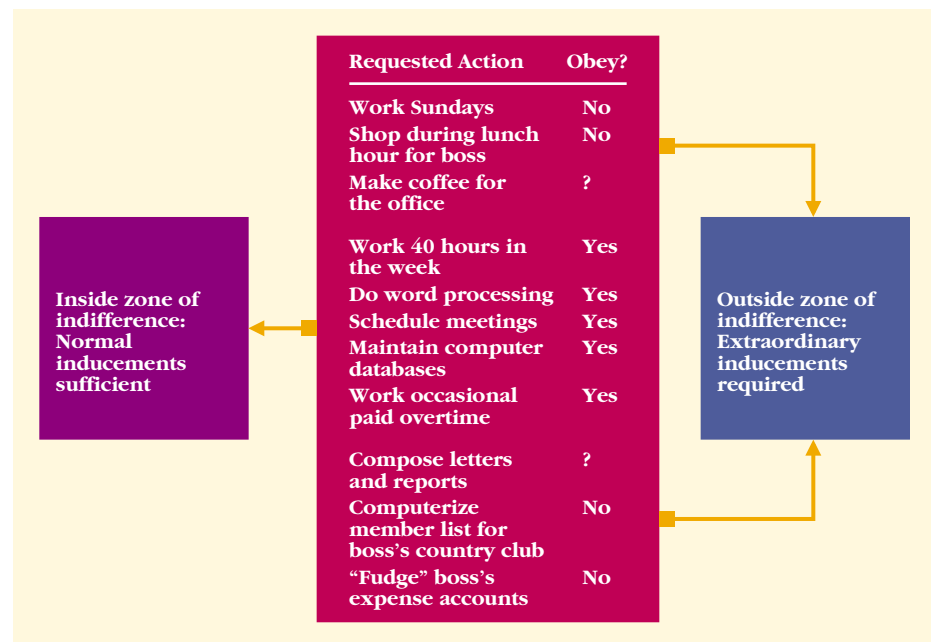 Requested Action Obey?
Work Sundays No
Shop during lunch No
hour for boss
Make coffee for ?
the office
Work 40 hours in Yes
the week
Do word processing Yes
Schedule meetings Yes
Maintain computer Yes
databases
Work occasional Yes
paid overtime
Compose letters ?
and reports
Computerize No
member list for
boss’s country club
“Fudge” boss’s No
expense accounts
Inside zone of
indifference:
Normal
inducements
sufficient
Outside zone of
indifference:
Extraordinary
inducements
required